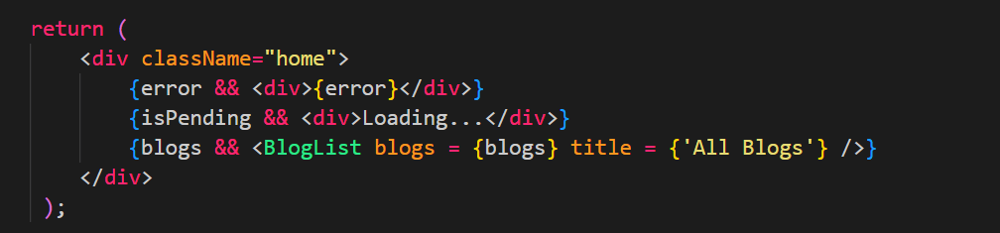 return (
    <div className="home">
        {error && <div>{error}</div>}
        {isPending && <div>Loading...</div>}
        {blogs && <BlogList blogs = {blogs} title = {'All Blogs'} />}
    </div>
 );